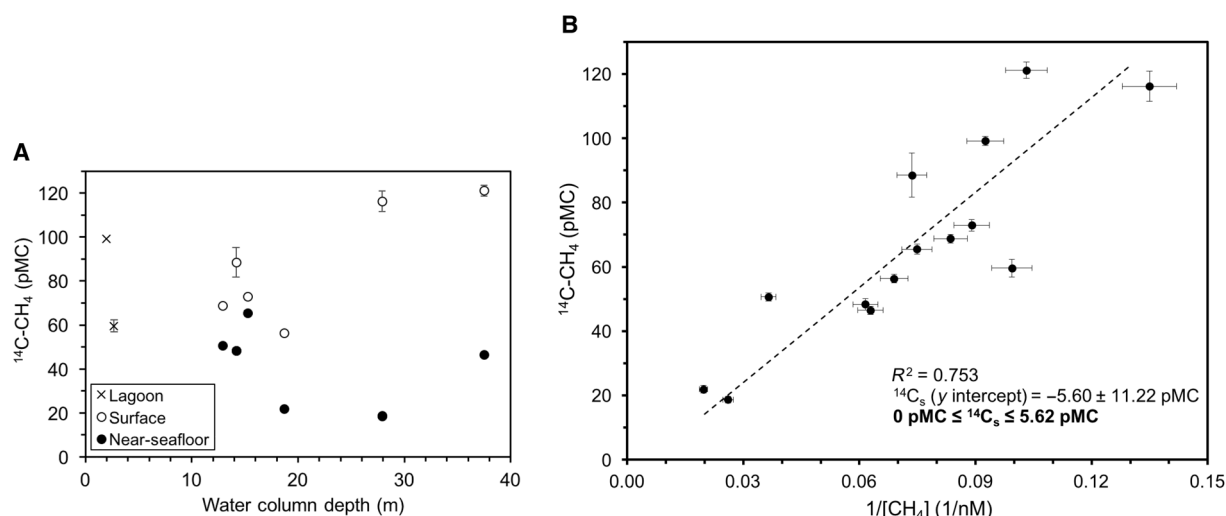 A
¹⁴C-CH₄ (pMC)
120
100
80
60
40
20
0
× Lagoon
○ Surface
● Near-seafloor
0 10 20 30 40
Water column depth (m)
B
¹⁴C-CH₄ (pMC)
120
100
80
60
40
20
0
R² = 0.753
¹⁴Cₛ (y intercept) = −5.60 ± 11.22 pMC
0 pMC ≤ ¹⁴Cₛ ≤ 5.62 pMC
0.00 0.03 0.06 0.09 0.12 0.15
1/[CH₄] (1/nM)